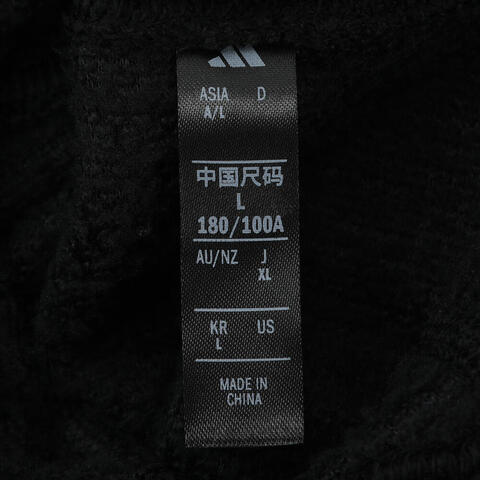 ASIA D
A/L
中国尺码
L
180/100A
AU/NZ J
XL
KR US
L
MADE IN
CHINA